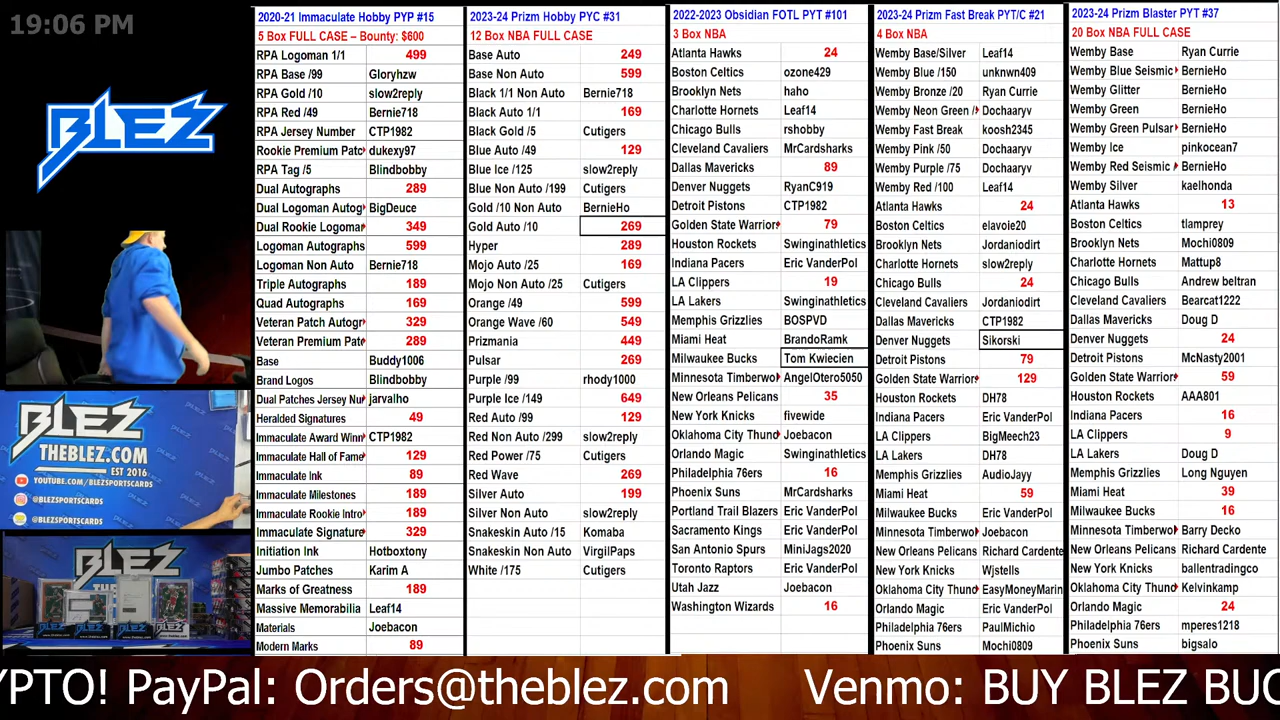 19:06 PM
BLEZ
BLEZ
THEBLEZ.COM
EST 2016
YOUTUBE.COM/BLEZSPORTSCARDS
@BLEZSPORTSCARDS
@BLEZSPORTSCARDS
BLEZ
2020-21 Immaculate Hobby PYP #15
5 Box FULL CASE – Bounty: $600
RPA Logoman 1/1 499
RPA Base /99 Gloryhzw
RPA Gold /10 slow2reply
RPA Red /49 Bernie718
RPA Jersey Number CTP1982
Rookie Premium Patc dukexy97
RPA Tag /5 Blindbobby
Dual Autographs 289
Dual Logoman Autog BigDeuce
Dual Rookie Logoma 349
Logoman Autographs 599
Logoman Non Auto Bernie718
Triple Autographs 189
Quad Autographs 169
Veteran Patch Autogr 329
Veteran Premium Pat 289
Base Buddy1006
Brand Logos Blindbobby
Dual Patches Jersey Nu jarvalho
Heralded Signatures 49
Immaculate Award Winn CTP1982
Immaculate Hall of Fame 129
Immaculate Ink 89
Immaculate Milestones 189
Immaculate Rookie Intro 189
Immaculate Signature 329
Initiation Ink Hotboxtony
Jumbo Patches Karim A
Marks of Greatness 189
Massive Memorabilia Leaf14
Materials Joebacon
Modern Marks 89
2023-24 Prizm Hobby PYC #31
12 Box NBA FULL CASE
Base Auto 249
Base Non Auto 599
Black 1/1 Non Auto Bernie718
Black Auto 1/1 169
Black Gold /5 Cutigers
Blue Auto /49 129
Blue Ice /125 slow2reply
Blue Non Auto /199 Cutigers
Gold /10 Non Auto BernieHo
Gold Auto /10 269
Hyper 289
Mojo Auto /25 169
Mojo Non Auto /25 Cutigers
Orange /49 599
Orange Wave /60 549
Prizmania 449
Pulsar 269
Purple /99 rhody1000
Purple Ice /149 649
Red Auto /99 129
Red Non Auto /299 slow2reply
Red Power /75 Cutigers
Red Wave 269
Silver Auto 199
Silver Non Auto slow2reply
Snakeskin Auto /15 Komaba
Snakeskin Non Auto VirgilPaps
White /175 Cutigers
2022-2023 Obsidian FOTL PYT #101
3 Box NBA
Atlanta Hawks 24
Boston Celtics ozone429
Brooklyn Nets haho
Charlotte Hornets Leaf14
Chicago Bulls rshobby
Cleveland Cavaliers MrCardsharks
Dallas Mavericks 89
Denver Nuggets RyanC919
Detroit Pistons CTP1982
Golden State Warriors 79
Houston Rockets Swinginathletics
Indiana Pacers Eric VanderPol
LA Clippers 19
LA Lakers Swinginathletics
Memphis Grizzlies BOSPVD
Miami Heat BrandoRamk
Milwaukee Bucks Tom Kwiecien
Minnesota Timberwo AngelOtero5050
New Orleans Pelicans 35
New York Knicks fivewide
Oklahoma City Thund Joebacon
Orlando Magic Swinginathletics
Philadelphia 76ers 16
Phoenix Suns MrCardsharks
Portland Trail Blazers Eric VanderPol
Sacramento Kings Eric VanderPol
San Antonio Spurs MiniJags2020
Toronto Raptors Eric VanderPol
Utah Jazz Joebacon
Washington Wizards 16
2023-24 Prizm Fast Break PYT/C #21
4 Box NBA
Wemby Base/Silver Leaf14
Wemby Blue /150 unknwn409
Wemby Bronze /20 Ryan Currie
Wemby Neon Green / Dochaaryv
Wemby Fast Break koosh2345
Wemby Pink /50 Dochaaryv
Wemby Purple /75 Dochaaryv
Wemby Red /100 Leaf14
Atlanta Hawks 24
Boston Celtics elavoie20
Brooklyn Nets Jordaniodirt
Charlotte Hornets slow2reply
Chicago Bulls 24
Cleveland Cavaliers Jordaniodirt
Dallas Mavericks CTP1982
Denver Nuggets Sikorski
Detroit Pistons 79
Golden State Warrior 129
Houston Rockets DH78
Indiana Pacers Eric VanderPol
LA Clippers BigMeech23
LA Lakers DH78
Memphis Grizzlies AudioJayy
Miami Heat 59
Milwaukee Bucks Eric VanderPol
Minnesota Timberwo Joebacon
New Orleans Pelicans Richard Cardente
New York Knicks Wjstells
Oklahoma City Thund EasyMoneyMarin
Orlando Magic Eric VanderPol
Philadelphia 76ers PaulMichio
Phoenix Suns Mochi0809
2023-24 Prizm Blaster PYT #37
20 Box NBA FULL CASE
Wemby Base Ryan Currie
Wemby Blue Seismic BernieHo
Wemby Glitter BernieHo
Wemby Green BernieHo
Wemby Green Pulsar BernieHo
Wemby Ice pinkocean7
Wemby Red Seismic BernieHo
Wemby Silver kaelhonda
Atlanta Hawks 13
Boston Celtics tlamprey
Brooklyn Nets Mochi0809
Charlotte Hornets Mattup8
Chicago Bulls Andrew beltran
Cleveland Cavaliers Bearcat1222
Dallas Mavericks Doug D
Denver Nuggets 24
Detroit Pistons McNasty2001
Golden State Warrior 59
Houston Rockets AAA801
Indiana Pacers 16
LA Clippers 9
LA Lakers Doug D
Memphis Grizzlies Long Nguyen
Miami Heat 39
Milwaukee Bucks 16
Minnesota Timberwo Barry Decko
New Orleans Pelicans Richard Cardente
New York Knicks ballentradingco
Oklahoma City Thund Kelvinkamp
Orlando Magic 24
Philadelphia 76ers mperes1218
Phoenix Suns bigsalo
YPTO! PayPal: Orders@theblez.com Venmo: BUY BLEZ BUC